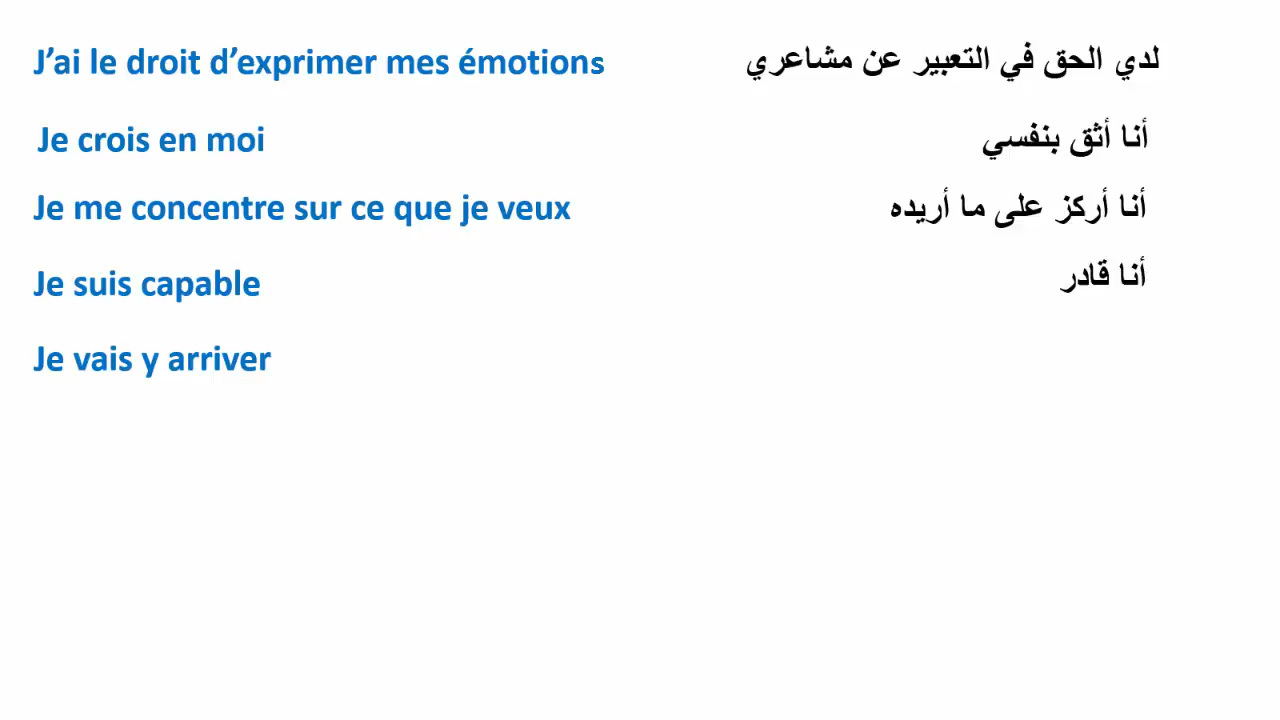 J’ai le droit d’exprimer mes émotions لدي الحق في التعبير عن مشاعري
Je crois en moi أنا أثق بنفسي
Je me concentre sur ce que je veux أنا أركز على ما أريده
Je suis capable أنا قادر
Je vais y arriver